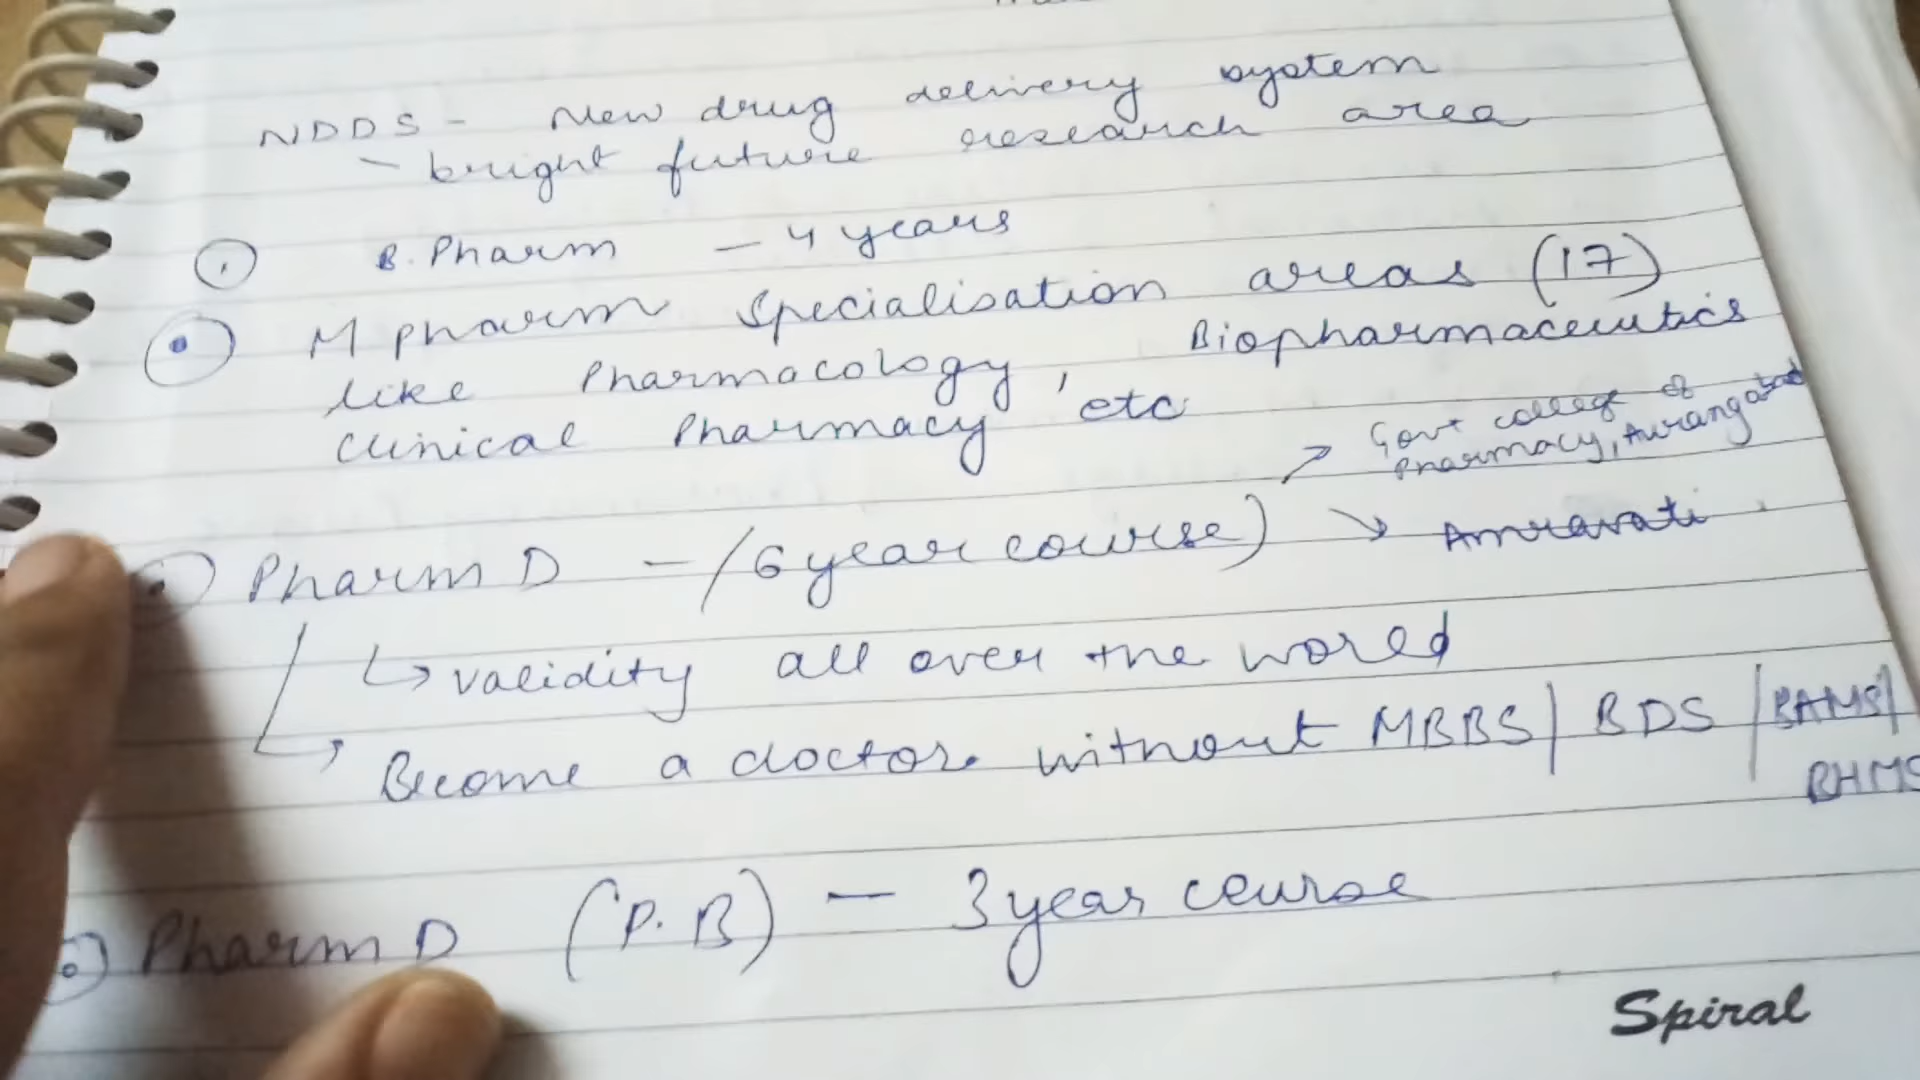 NDDS - New drug delivery system
- bright future research area
B. Pharm - 4 years
M pharm specialisation areas (17)
like Pharmacology, Biopharmaceutics
Clinical Pharmacy etc
Govt college of
Pharmacy, Aurangabad
Pharm D - (6 year course) → Amravati
↳ validity all over the world
↳ Become a doctor without MBBS| BDS |BAMS|
BHMS
Pharm D (P.B) - 3 year course
Spiral